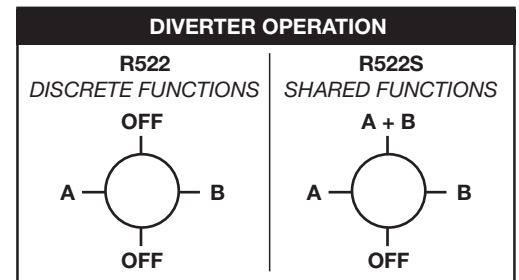 DIVERTER OPERATION
R522
DISCRETE FUNCTIONS
OFF
A
B
OFF
R522S
SHARED FUNCTIONS
A + B
A
B
OFF